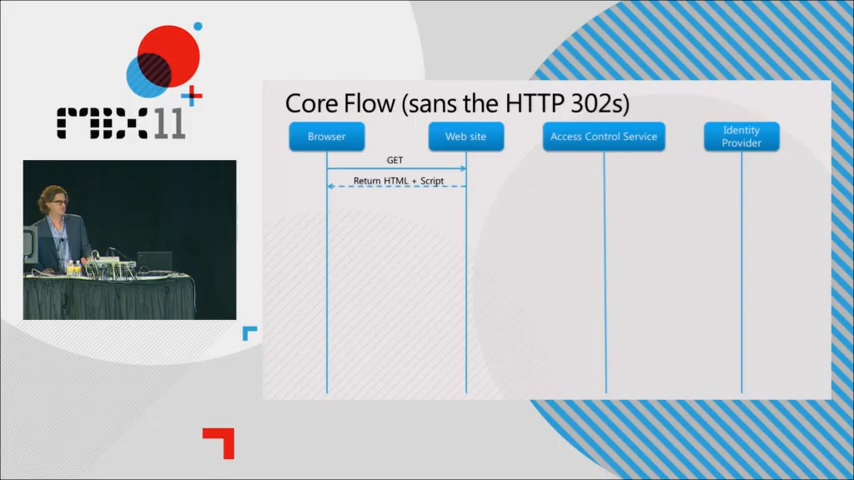 MIX11
Core Flow (sans the HTTP 302s)
Browser
Web site
Access Control Service
Identity
Provider
GET
Return HTML + Script